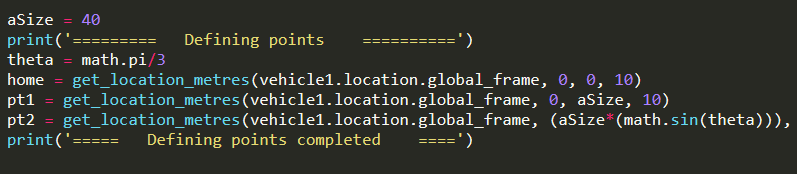 aSize = 40
print('=========   Defining points    ==========')
theta = math.pi/3
home = get_location_metres(vehicle1.location.global_frame, 0, 0, 10)
pt1 = get_location_metres(vehicle1.location.global_frame, 0, aSize, 10)
pt2 = get_location_metres(vehicle1.location.global_frame, (aSize*(math.sin(theta))),
print('=====   Defining points completed    ====')